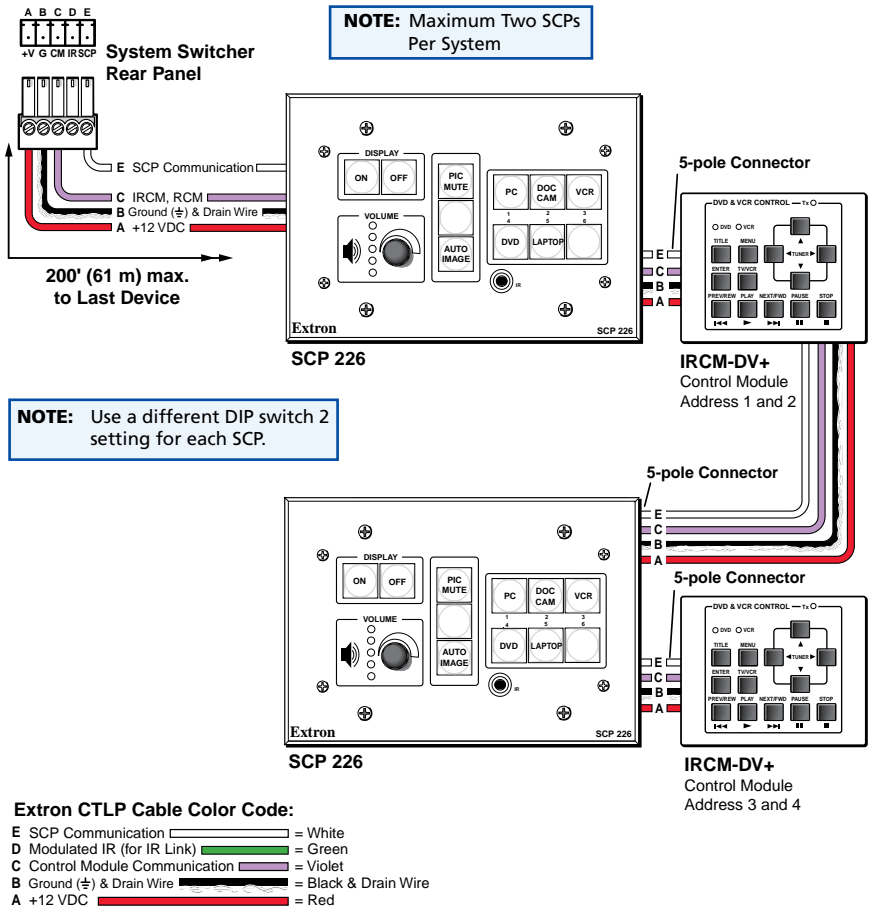 A B C D E
+V G CM IR SCP
System Switcher
Rear Panel
NOTE: Maximum Two SCPs
Per System
E SCP Communication
C IRCM, RCM
B Ground (⏚) & Drain Wire
A +12 VDC
200' (61 m) max.
to Last Device
DISPLAY
ON OFF
VOLUME
PIC
MUTE
AUTO
IMAGE
PC DOC
CAM VCR
1 2 3
4 5 6
DVD LAPTOP
IR
Extron
SCP 226
SCP 226
5-pole Connector
E
C
B
A
DVD & VCR CONTROL Tx
DVD VCR
TITLE MENU
TUNER
ENTER TV/VCR
PREV/REW PLAY NEXT/FWD PAUSE STOP
IRCM-DV+
Control Module
Address 1 and 2
NOTE: Use a different DIP switch 2
setting for each SCP.
5-pole Connector
E
C
B
A
DISPLAY
ON OFF
VOLUME
PIC
MUTE
AUTO
IMAGE
PC DOC
CAM VCR
1 2 3
4 5 6
DVD LAPTOP
IR
Extron
SCP 226
SCP 226
5-pole Connector
E
C
B
A
DVD & VCR CONTROL Tx
DVD VCR
TITLE MENU
TUNER
ENTER TV/VCR
PREV/REW PLAY NEXT/FWD PAUSE STOP
IRCM-DV+
Control Module
Address 3 and 4
Extron CTLP Cable Color Code:
E SCP Communication = White
D Modulated IR (for IR Link) = Green
C Control Module Communication = Violet
B Ground (⏚) & Drain Wire = Black & Drain Wire
A +12 VDC = Red